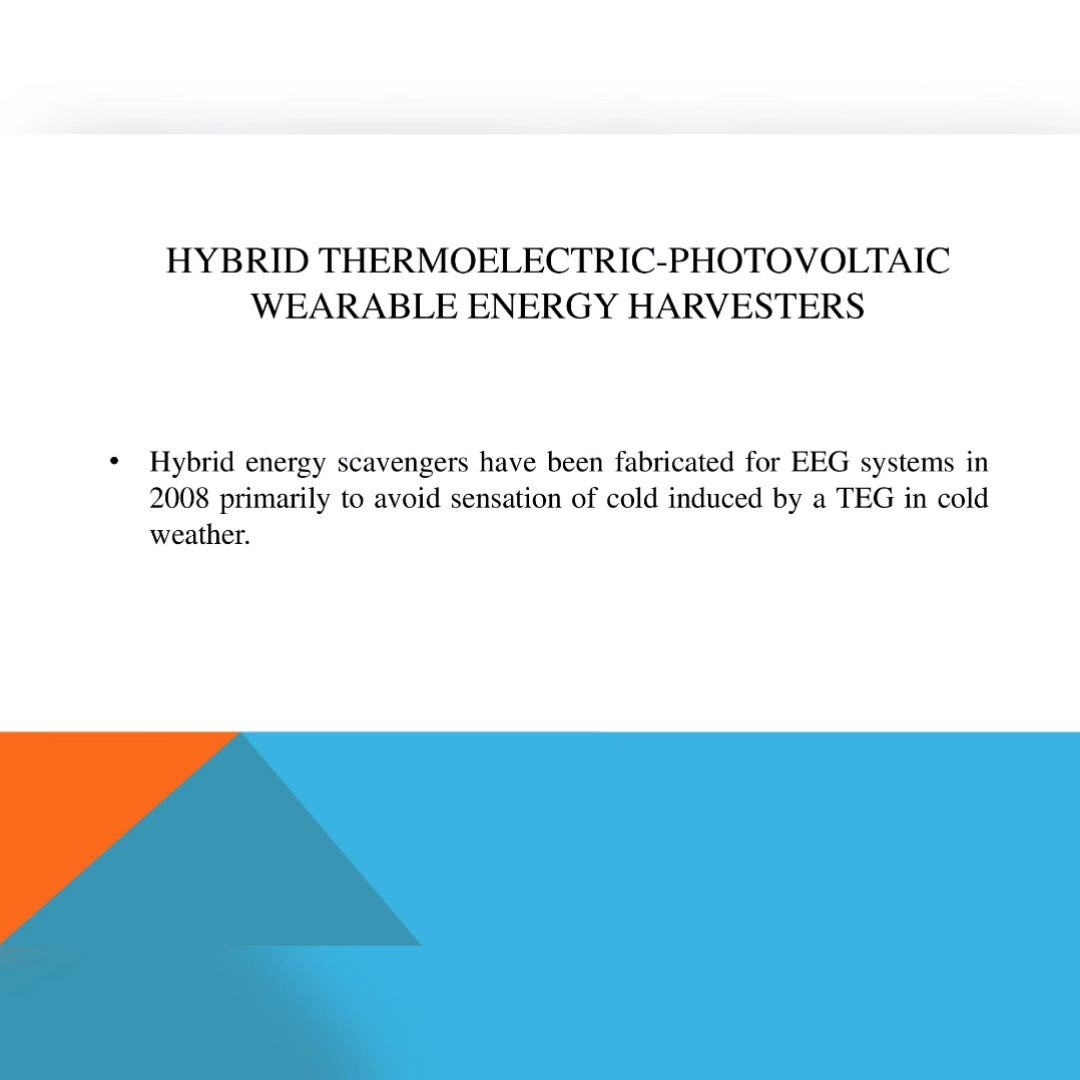 HYBRID THERMOELECTRIC-PHOTOVOLTAIC
WEARABLE ENERGY HARVESTERS
• Hybrid energy scavengers have been fabricated for EEG systems in
2008 primarily to avoid sensation of cold induced by a TEG in cold
weather.